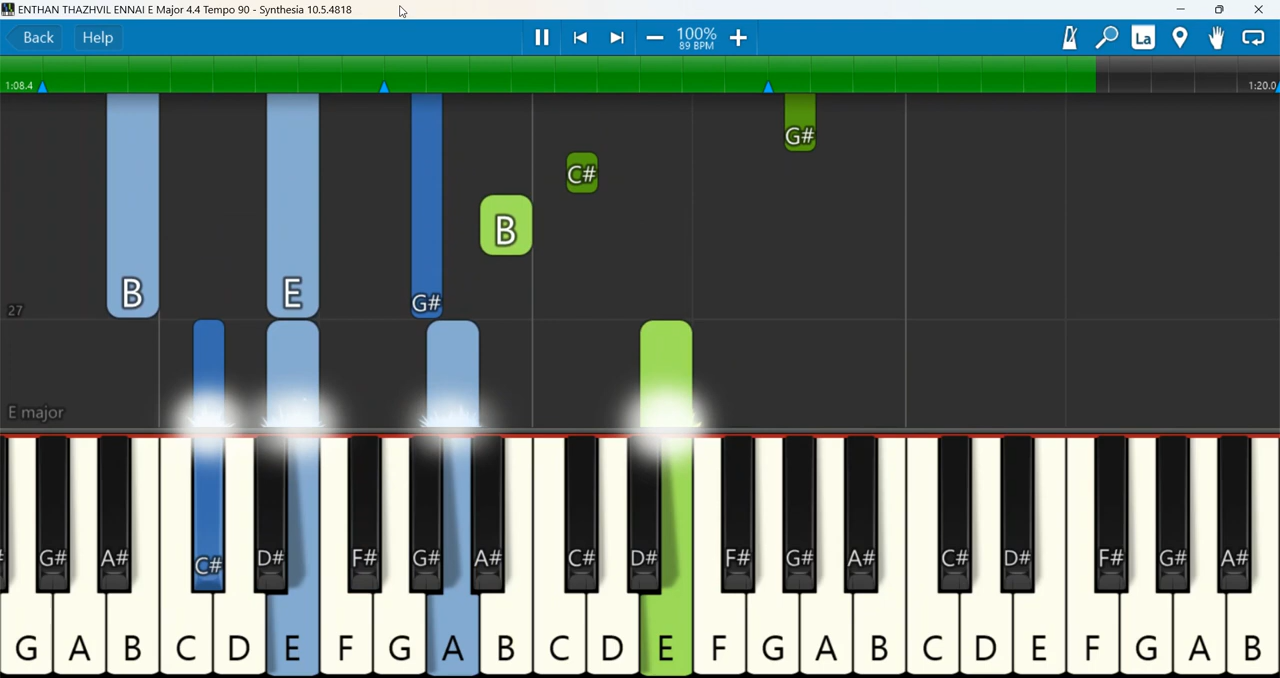 ENTHAN THAZHVIL ENNAI E Major 4.4 Tempo 90 - Synthesia 10.5.4818
Back Help 100% La
89 BPM
1:08.4 1:20.0
G#
C#
B
B E G#
27
E major
G# A# C# D# F# G# A# C# D# F# G# A# C# D# F# G# A#
G A B C D E F G A B C D E F G A B C D E F G A B